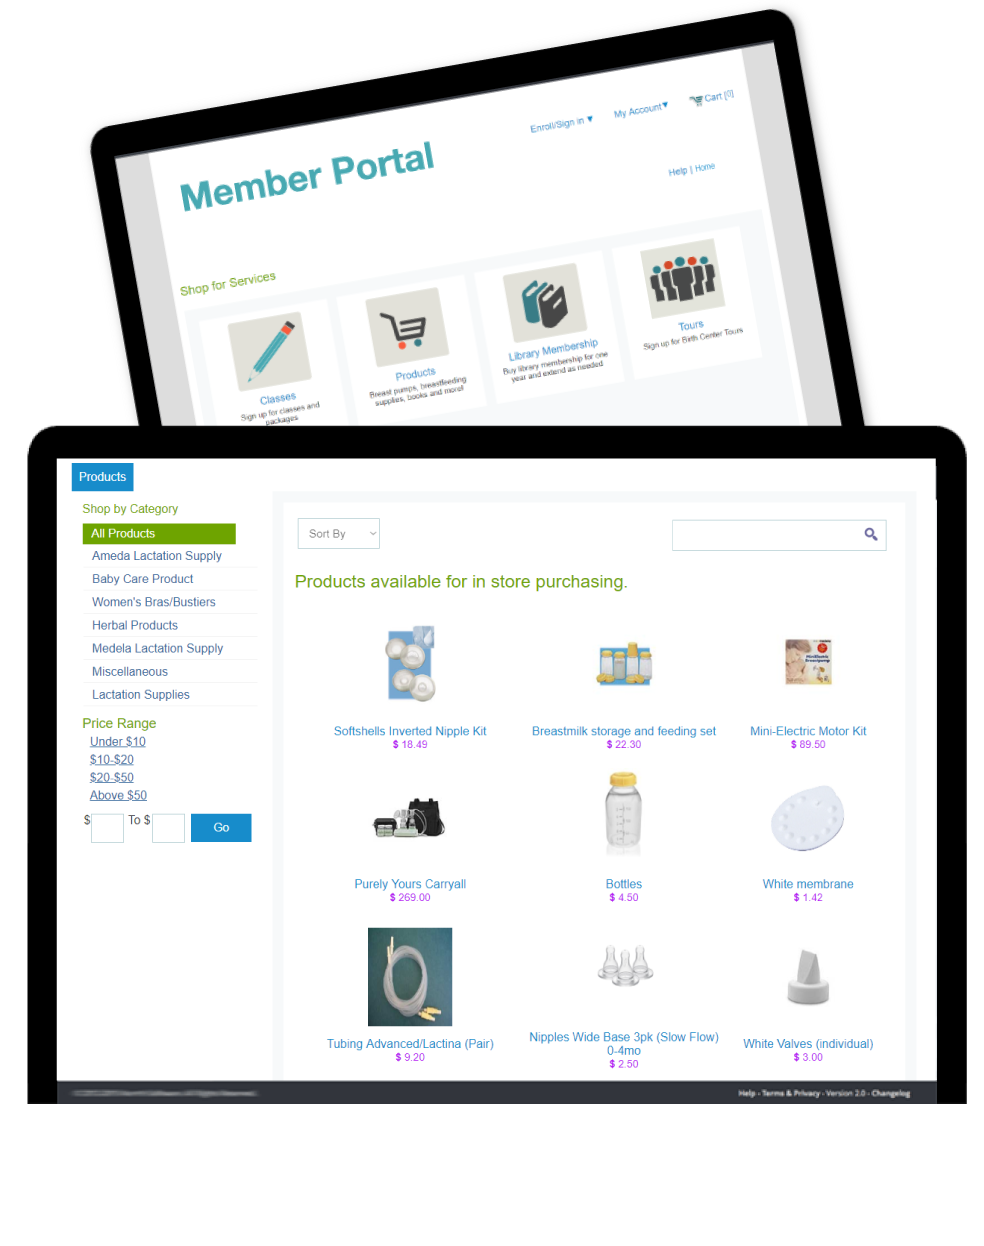 Enroll/Sign in ▼
My Account▼
Cart [0]
Member Portal
Help | Home
Shop for Services
Classes
Sign up for classes and
packages
Products
Breast pumps, breastfeeding
supplies, books and more!
Library Membership
Buy library membership for one
year and extend as needed
Tours
Sign up for Birth Center Tours
Products
Shop by Category
All Products
Ameda Lactation Supply
Baby Care Product
Women's Bras/Bustiers
Herbal Products
Medela Lactation Supply
Miscellaneous
Lactation Supplies
Price Range
Under $10
$10-$20
$20-$50
Above $50
$ To $ Go
Sort By
Products available for in store purchasing.
Softshells Inverted Nipple Kit
$ 18.49
Breastmilk storage and feeding set
$ 22.30
Mini-Electric Motor Kit
$ 89.50
Purely Yours Carryall
$ 269.00
Bottles
$ 4.50
White membrane
$ 1.42
Tubing Advanced/Lactina (Pair)
$ 9.20
Nipples Wide Base 3pk (Slow Flow)
0-4mo
$ 2.50
White Valves (individual)
$ 3.00
Help - Terms & Privacy - Version 2.0 - Changelog